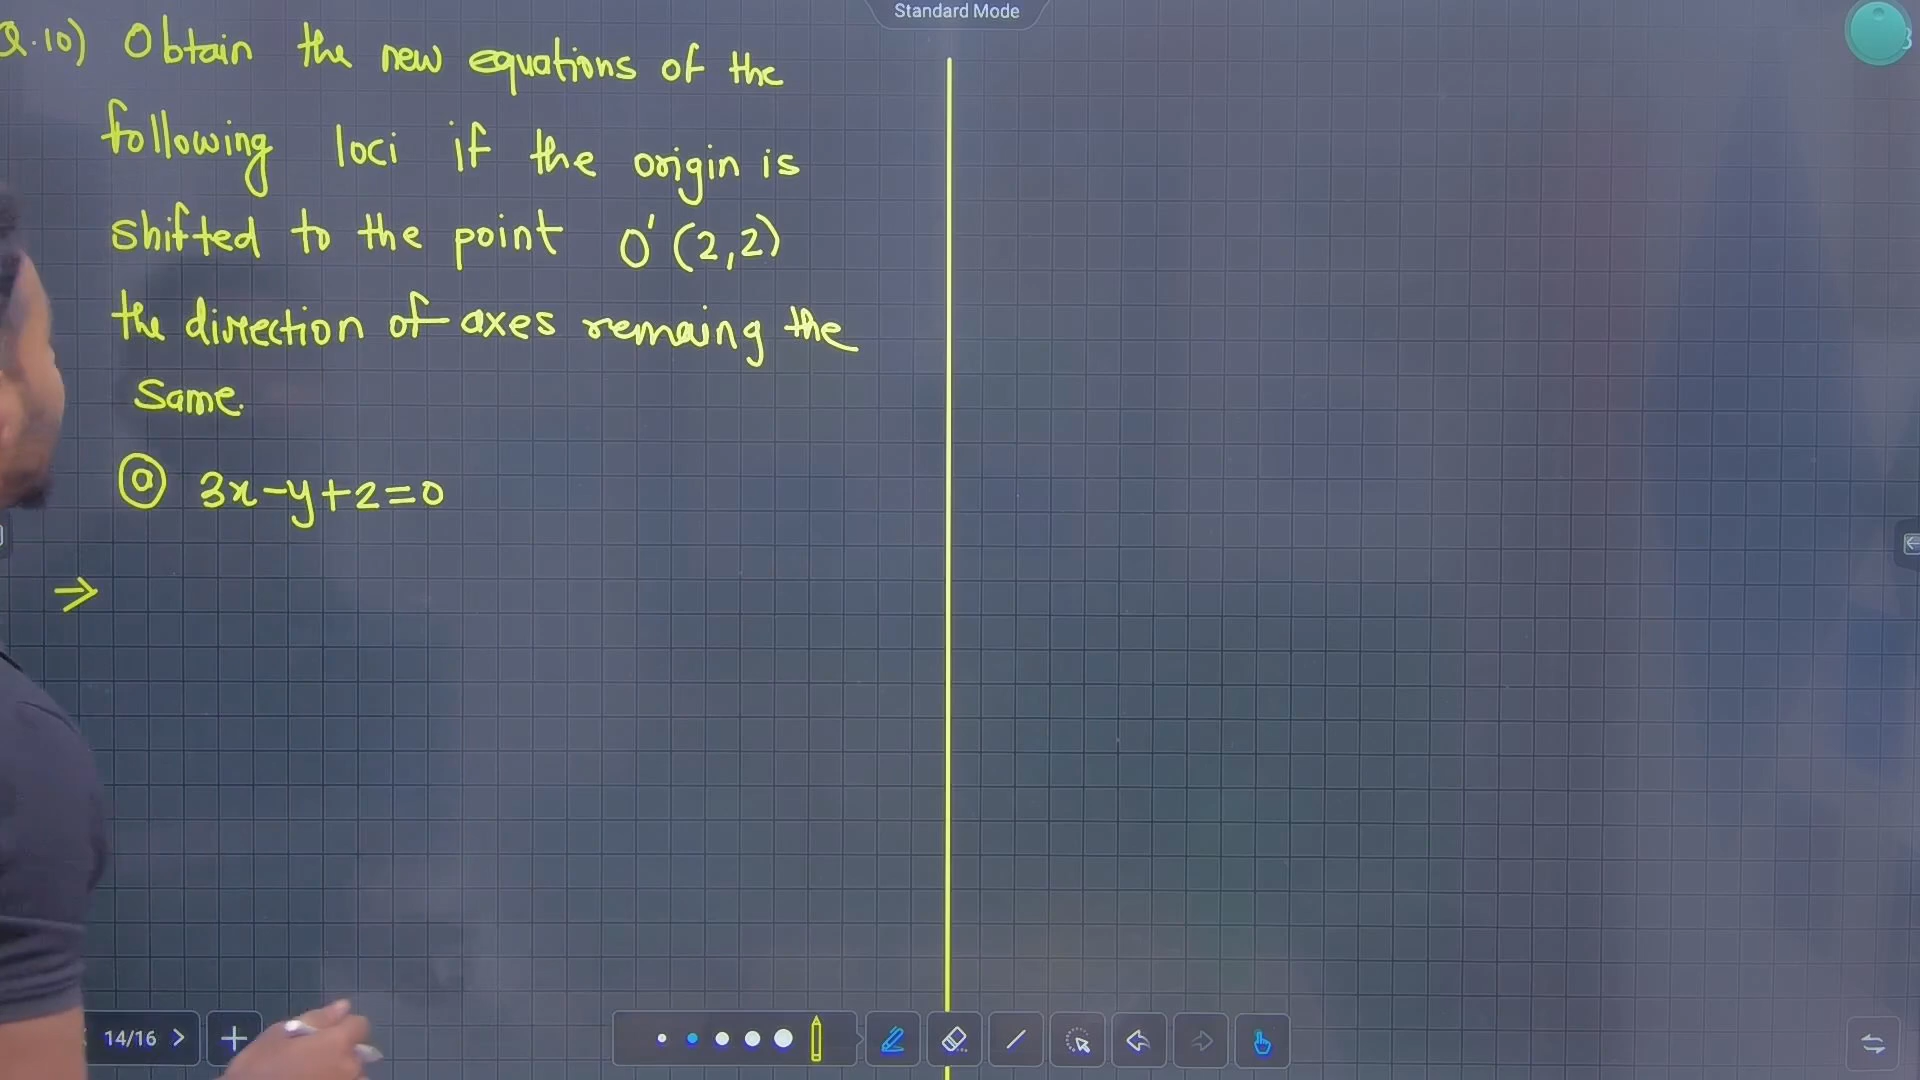 Standard Mode
Q.10) Obtain the new equations of the
following loci if the origin is
shifted to the point O'(2,2)
the direction of axes remaing the
Same.
ⓐ 3x-y+2=0
→
14/16